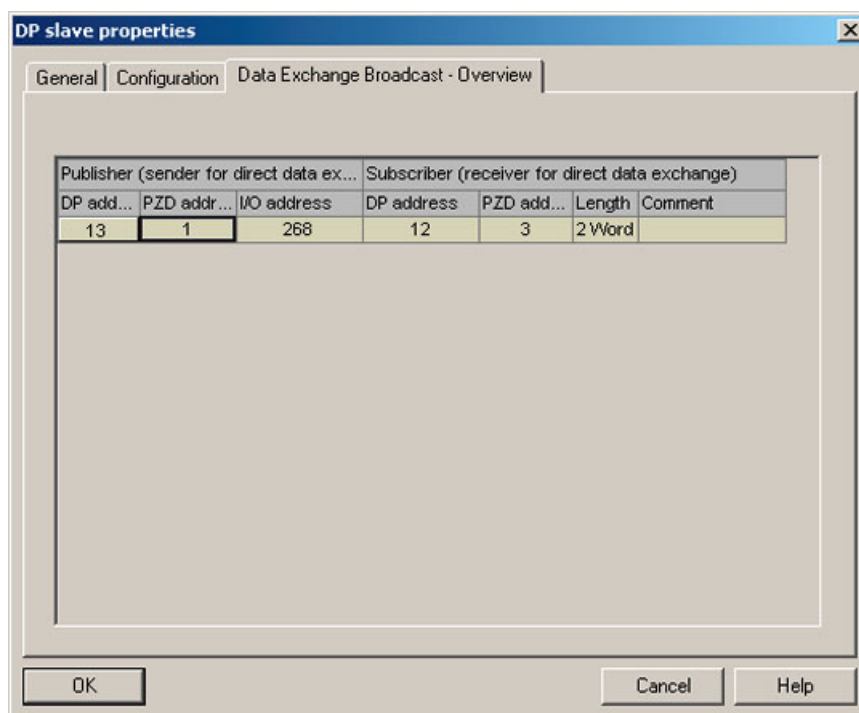 DP slave properties
General Configuration Data Exchange Broadcast - Overview
Publisher (sender for direct data ex... Subscriber (receiver for direct data exchange)
DP add... PZD addr... I/O address DP address PZD add... Length Comment
13 1 268 12 3 2 Word
OK Cancel Help